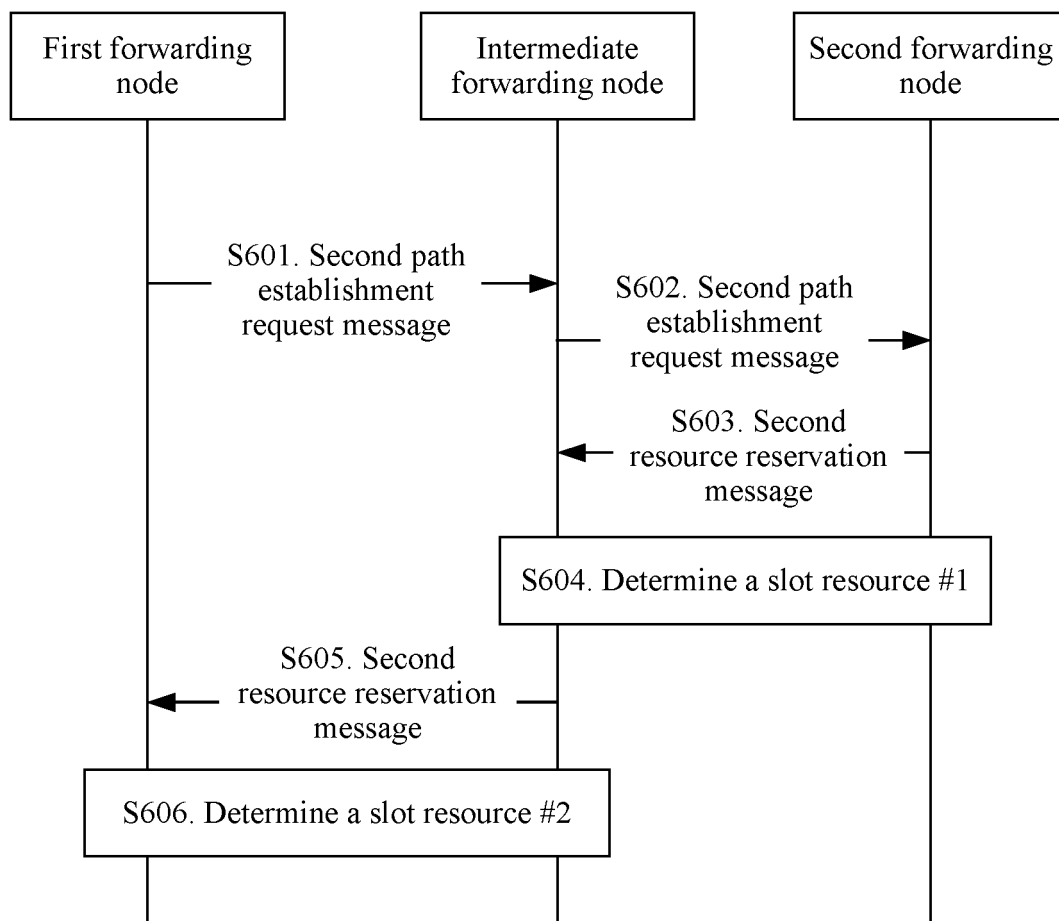 First forwarding
node
Intermediate
forwarding node
Second forwarding
node
S601. Second path
establishment
request message
S602. Second path
establishment
request message
S603. Second
resource reservation
message
S604. Determine a slot resource #1
S605. Second
resource reservation
message
S606. Determine a slot resource #2